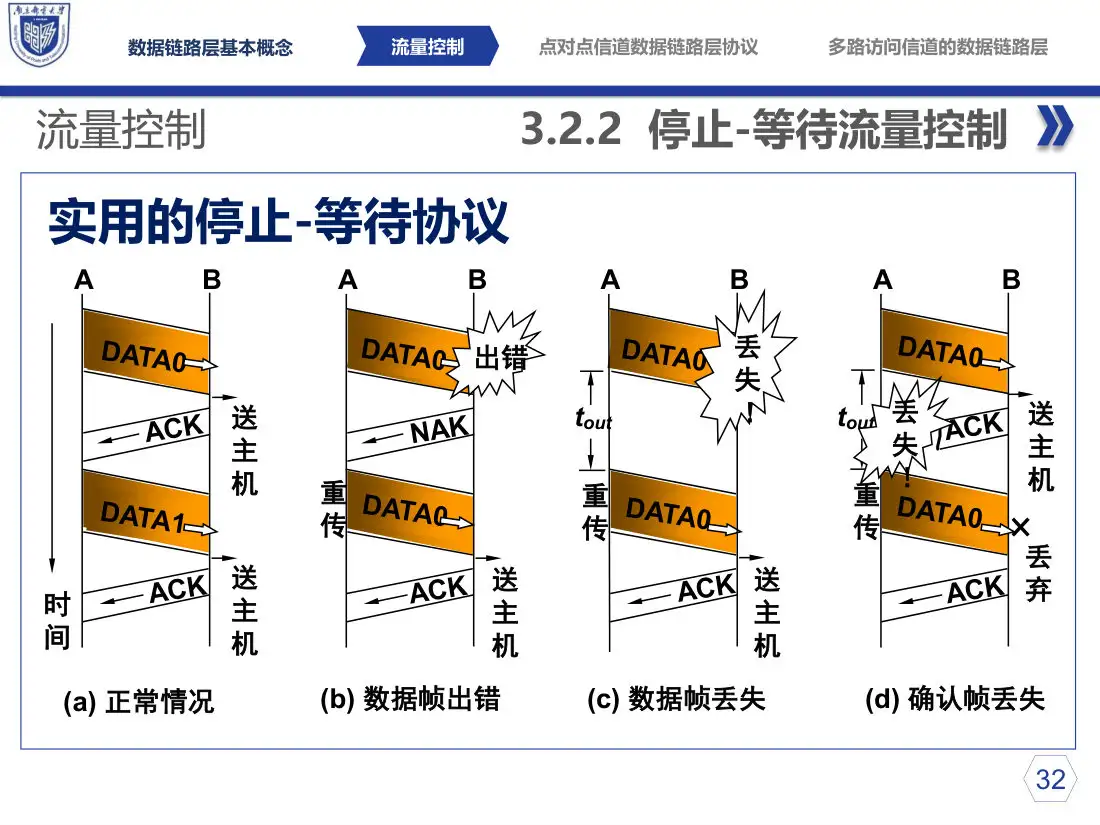 数据链路层基本概念
流量控制
点对点信道数据链路层协议
多路访问信道的数据链路层
流量控制
3.2.2 停止-等待流量控制
实用的停止-等待协议
A
B
DATA0
送主机
ACK
DATA1
送主机
ACK
时间
(a) 正常情况
A
B
DATA0
出错
NAK
重传
DATA0
送主机
ACK
(b) 数据帧出错
A
B
DATA0
丢失!
tout
重传
DATA0
送主机
ACK
(c) 数据帧丢失
A
B
DATA0
tout
丢失!
ACK
送主机
重传
DATA0
×
丢弃
ACK
(d) 确认帧丢失
32